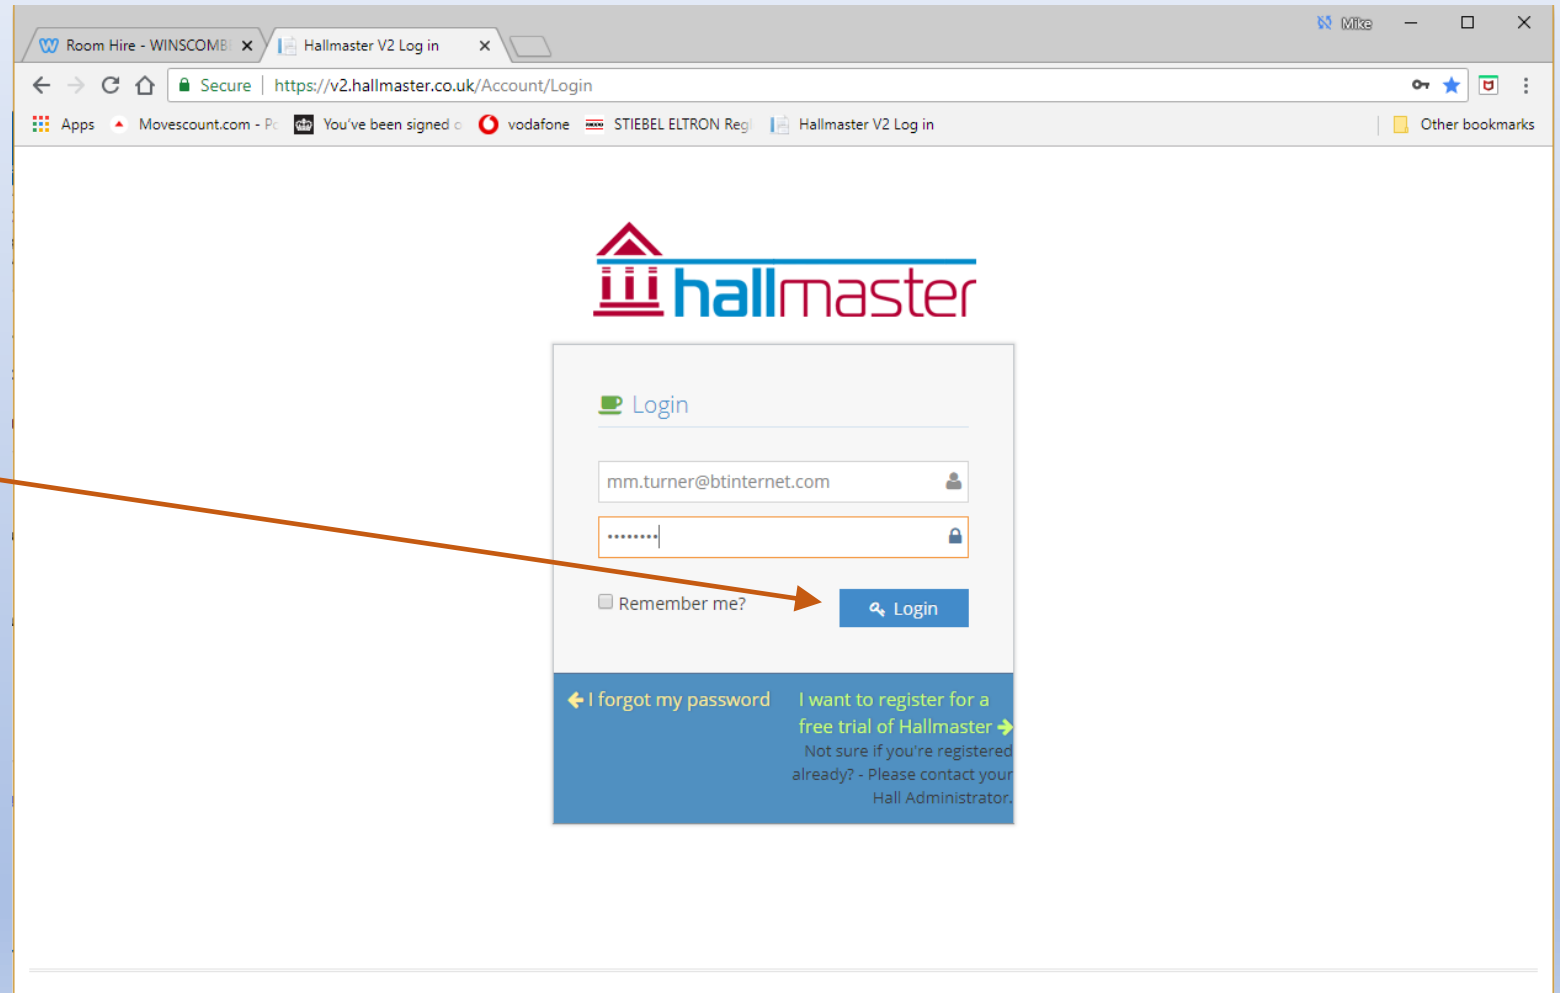 Mike
Room Hire - WINSCOMB
Hallmaster V2 Log in
Secure
https://v2.hallmaster.co.uk/Account/Login
Apps
Movescount.com - Po
You've been signed o
vodafone
STIEBEL ELTRON Reg
Hallmaster V2 Log in
Other bookmarks
hallmaster
Login
mm.turner@btinternet.com
••••••••
Remember me?
Login
I forgot my password
I want to register for a
free trial of Hallmaster
Not sure if you're registered
already? - Please contact your
Hall Administrator.